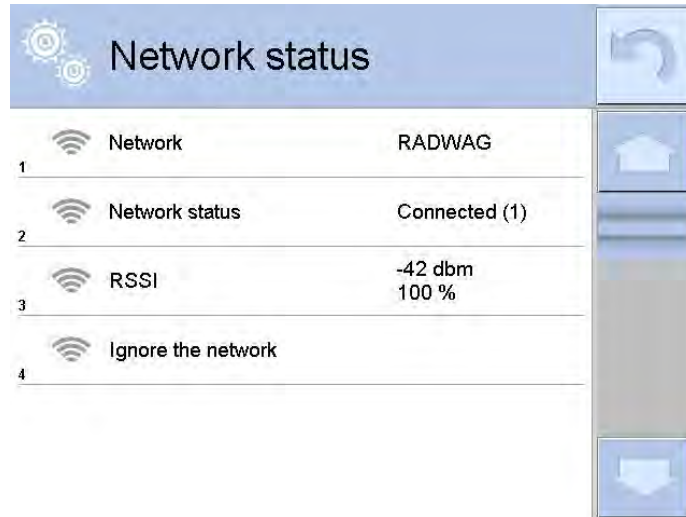 Network status
1 Network RADWAG
2 Network status Connected (1)
3 RSSI -42 dbm
100 %
4 Ignore the network